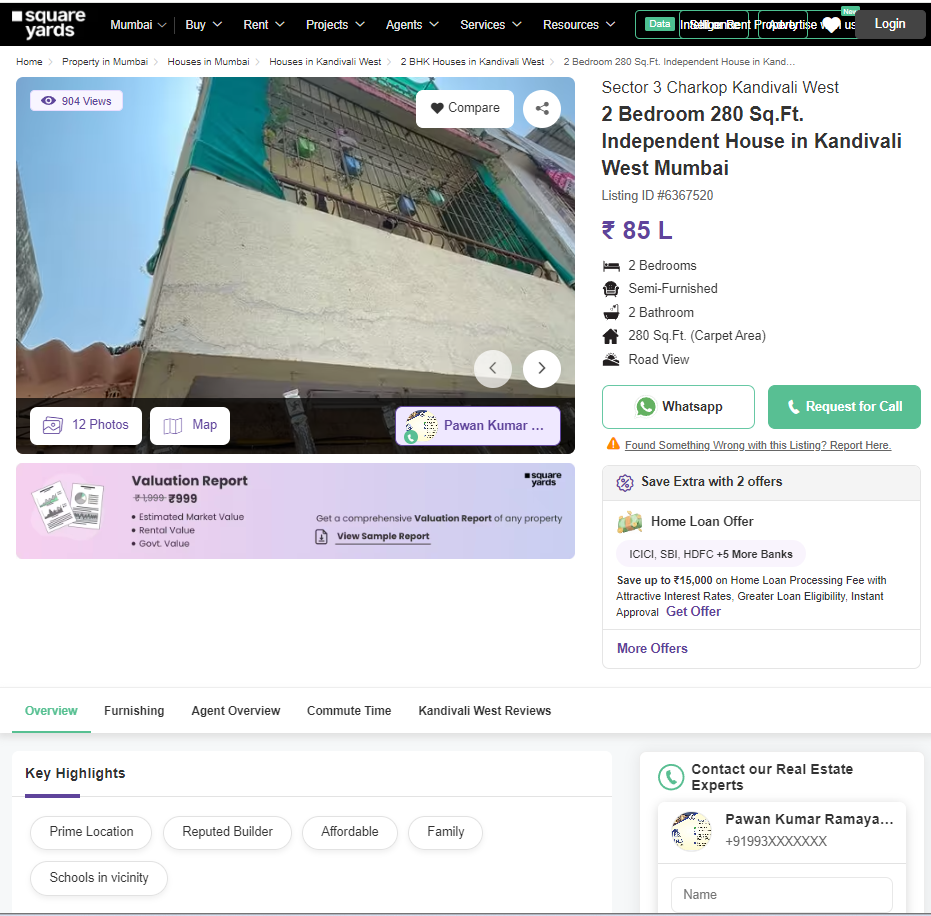 square
yards
Mumbai
Buy
Rent
Projects
Agents
Services
Resources
Data
New
Login
Home
Property in Mumbai
Houses in Mumbai
Houses in Kandivali West
2 BHK Houses in Kandivali West
2 Bedroom 280 Sq.Ft. Independent House in Kand...
904 Views
Compare
12 Photos
Map
Pawan Kumar ...
Sector 3 Charkop Kandivali West
2 Bedroom 280 Sq.Ft.
Independent House in Kandivali
West Mumbai
Listing ID #6367520
₹ 85 L
2 Bedrooms
Semi-Furnished
2 Bathroom
280 Sq.Ft. (Carpet Area)
Road View
Whatsapp
Request for Call
Found Something Wrong with this Listing? Report Here.
Valuation Report
₹ 1,999 ₹999
• Estimated Market Value
• Rental Value
• Govt. Value
square
yards
Get a comprehensive Valuation Report of any property
View Sample Report
Save Extra with 2 offers
Home Loan Offer
ICICI, SBI, HDFC +5 More Banks
Save up to ₹15,000 on Home Loan Processing Fee with
Attractive Interest Rates, Greater Loan Eligibility, Instant
Approval Get Offer
More Offers
Overview
Furnishing
Agent Overview
Commute Time
Kandivali West Reviews
Key Highlights
Prime Location
Reputed Builder
Affordable
Family
Schools in vicinity
Contact our Real Estate
Experts
Pawan Kumar Ramaya...
+91993XXXXXXX
Name